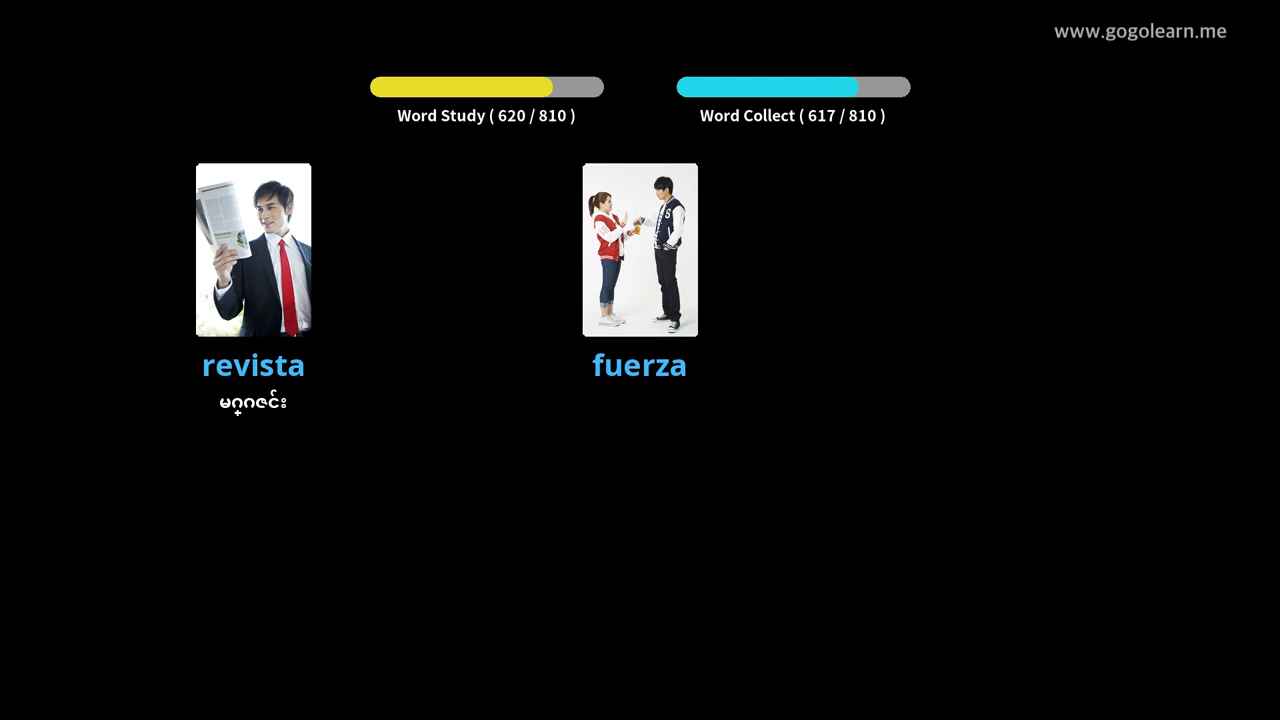 www.gogolearn.me
Word Study ( 620 / 810 )
Word Collect ( 617 / 810 )
revista
fuerza
မဂ္ဂဇင်း